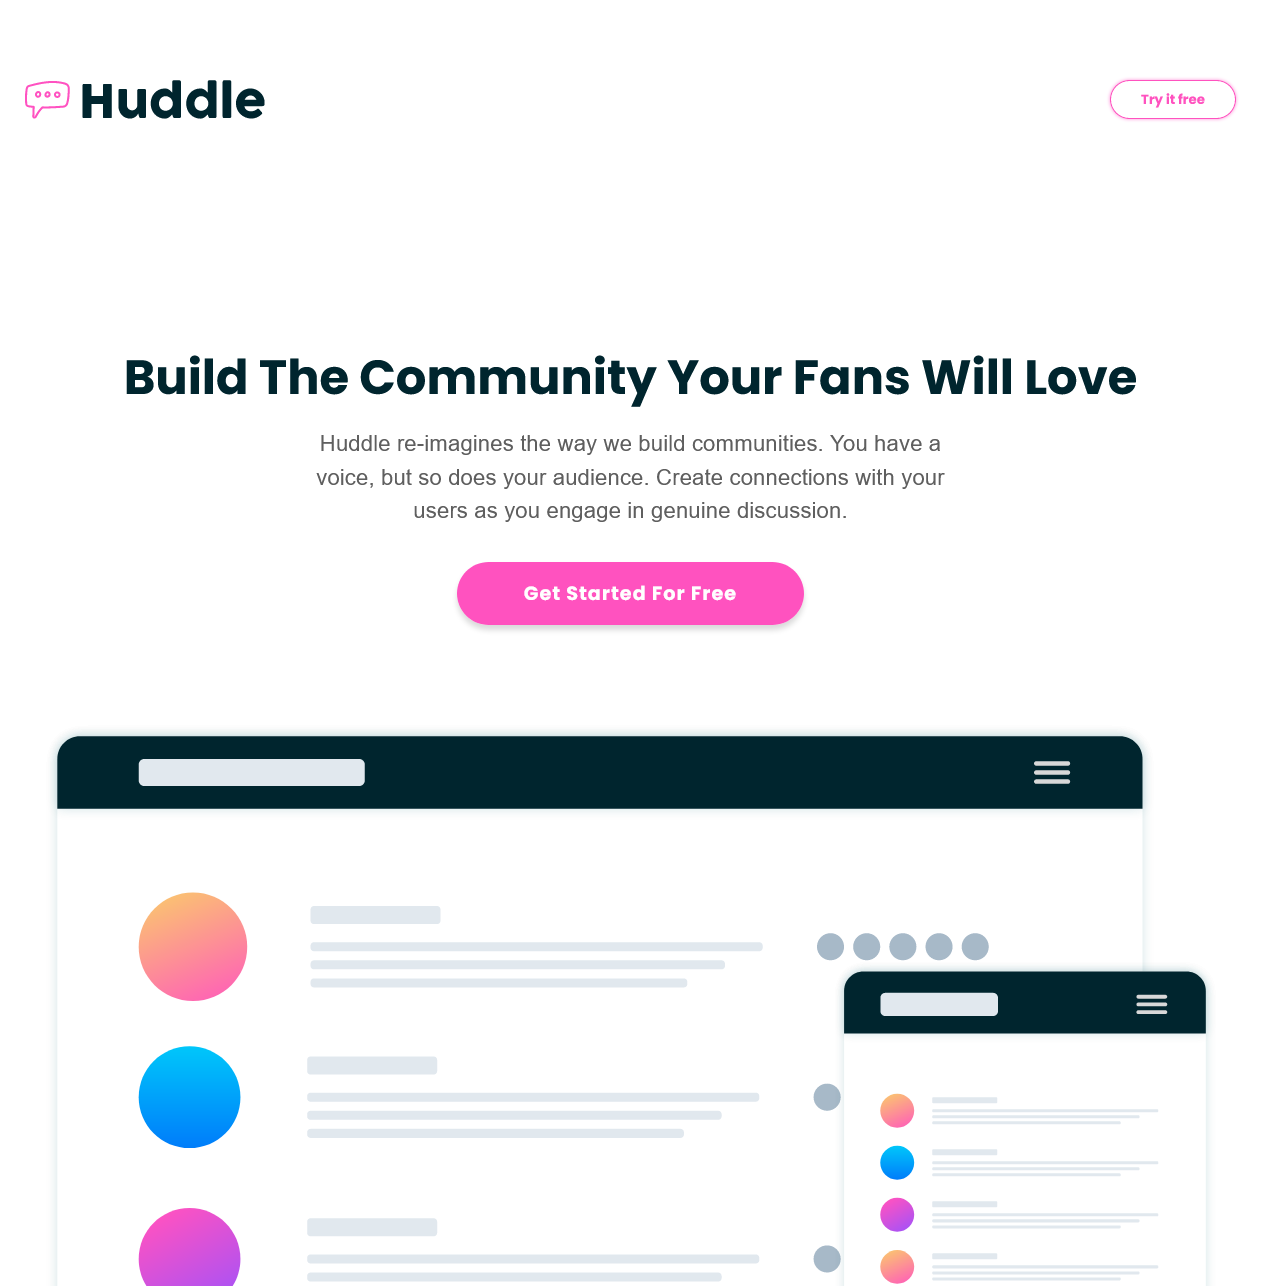 Huddle
Try it free
Build The Community Your Fans Will Love
Huddle re-imagines the way we build communities. You have a
voice, but so does your audience. Create connections with your
users as you engage in genuine discussion.
Get Started For Free